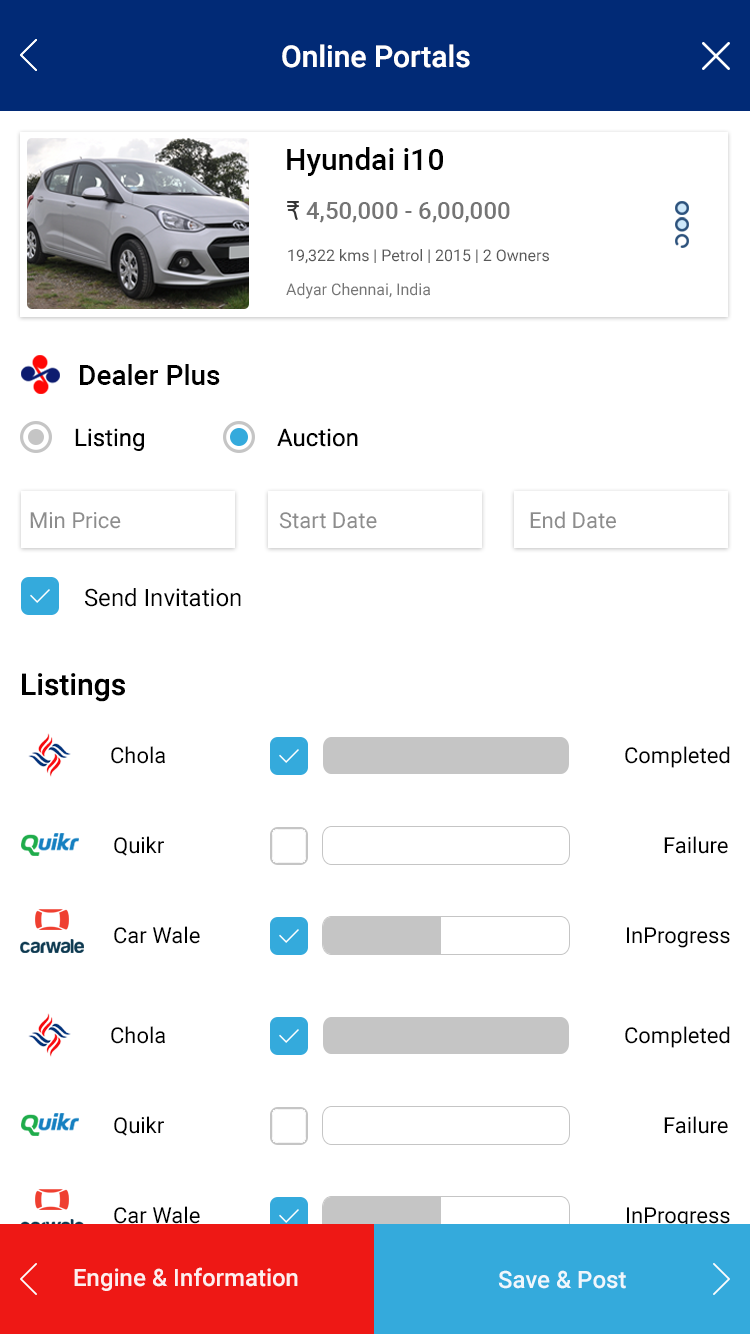 Online Portals
Hyundai i10
₹ 4,50,000 - 6,00,000
19,322 kms | Petrol | 2015 | 2 Owners
Adyar Chennai, India
Dealer Plus
Listing Auction
Min Price Start Date End Date
Send Invitation
Listings
Chola Completed
Quikr Quikr Failure
carwale Car Wale InProgress
Chola Completed
Quikr Quikr Failure
carwale Car Wale InProgress
Engine & Information Save & Post